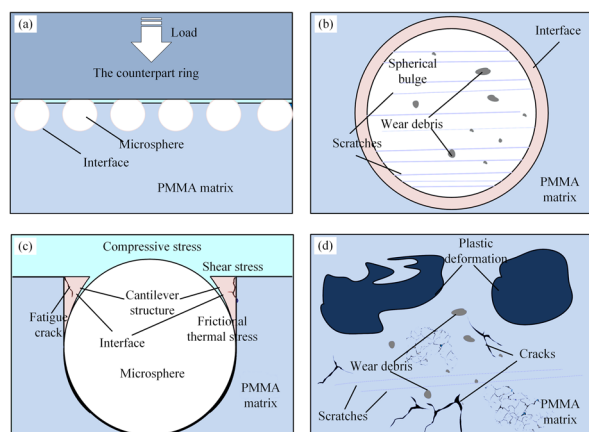 (a)
Load
The counterpart ring
Microsphere
Interface
PMMA matrix
(b)
Interface
Spherical
bulge
Wear debris
Scratches
PMMA
matrix
(c)
Compressive stress
Shear stress
Cantilever
structure
Fatigue
crack
Frictional
thermal stress
Interface
Microsphere
PMMA
matrix
(d)
Plastic
deformation
Wear debris
Cracks
Scratches
PMMA
matrix